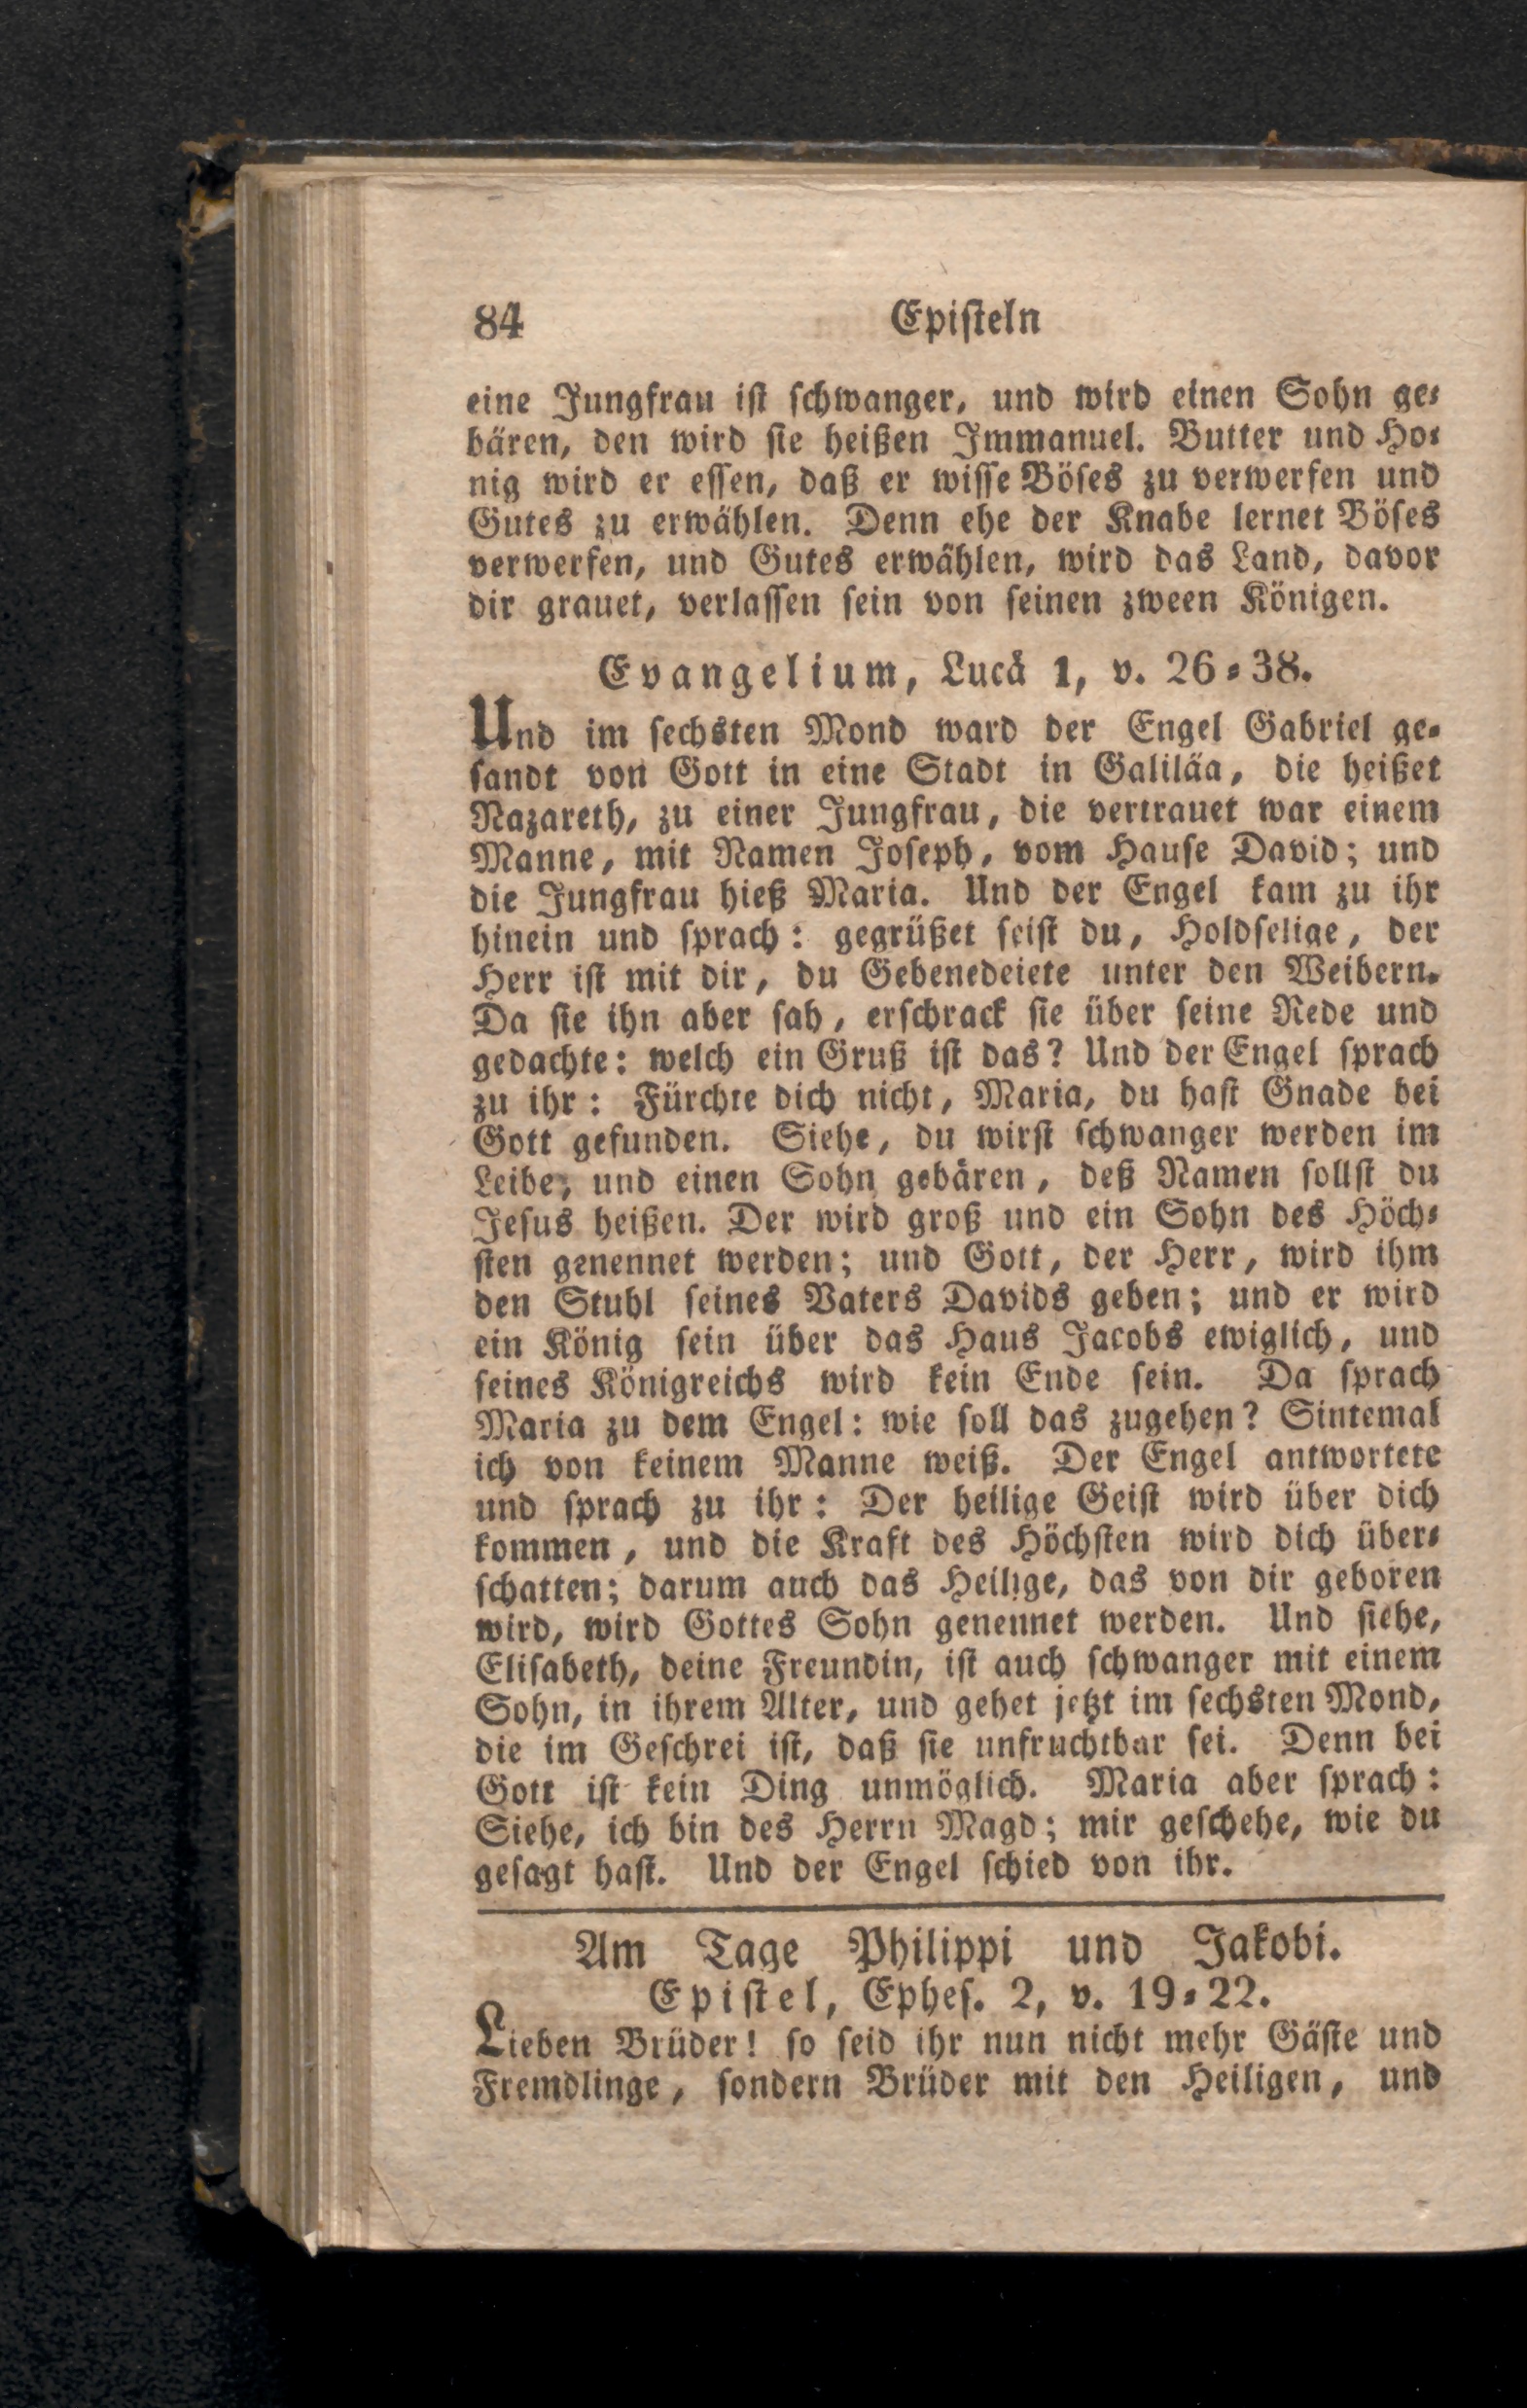 84 Episteln
eine Jungfrau ist schwanger, und wird einen Sohn ge-
bären, den wird sie heißen Immanuel. Butter und Ho-
nig wird er essen, daß er wisse Böses zu verwerfen und
Gutes zu erwählen. Denn ehe der Knabe lernet Böses
verwerfen, und Gutes erwählen, wird das Land, davor
dir grauet, verlassen sein von seinen zween Königen.
Evangelium, Lucä 1, v. 26-38.
Und im sechsten Mond ward der Engel Gabriel ge-
sandt von Gott in eine Stadt in Galiläa, die heißet
Nazareth, zu einer Jungfrau, die vertrauet war einem
Manne, mit Namen Joseph, vom Hause David; und
die Jungfrau hieß Maria. Und der Engel kam zu ihr
hinein und sprach: gegrüßet seist du, Holdselige, der
Herr ist mit dir, du Gebenedeiete unter den Weibern.
Da sie ihn aber sah, erschrack sie über seine Rede und
gedachte: welch ein Gruß ist das? Und der Engel sprach
zu ihr: Fürchte dich nicht, Maria, du hast Gnade bei
Gott gefunden. Siehe, du wirst schwanger werden im
Leibe, und einen Sohn gebären, deß Namen sollst du
Jesus heißen. Der wird groß und ein Sohn des Höch-
sten genennet werden; und Gott, der Herr, wird ihm
den Stuhl seines Vaters Davids geben; und er wird
ein König sein über das Haus Jacobs ewiglich, und
seines Königreichs wird kein Ende sein. Da sprach
Maria zu dem Engel: wie soll das zugehen? Sintemal
ich von keinem Manne weiß. Der Engel antwortete
und sprach zu ihr: Der heilige Geist wird über dich
kommen, und die Kraft des Höchsten wird dich über-
schatten; darum auch das Heilige, das von dir geboren
wird, wird Gottes Sohn genennet werden. Und siehe,
Elisabeth, deine Freundin, ist auch schwanger mit einem
Sohn, in ihrem Alter, und gehet jetzt im sechsten Mond,
die im Geschrei ist, daß sie unfruchtbar sei. Denn bei
Gott ist kein Ding unmöglich. Maria aber sprach:
Siehe, ich bin des Herrn Magd; mir geschehe, wie du
gesagt hast. Und der Engel schied von ihr.
Am Tage Philippi und Jakobi.
Epistel, Ephes. 2, v. 19-22.
Lieben Brüder! so seid ihr nun nicht mehr Gäste und
Fremdlinge, sondern Brüder mit den Heiligen, und